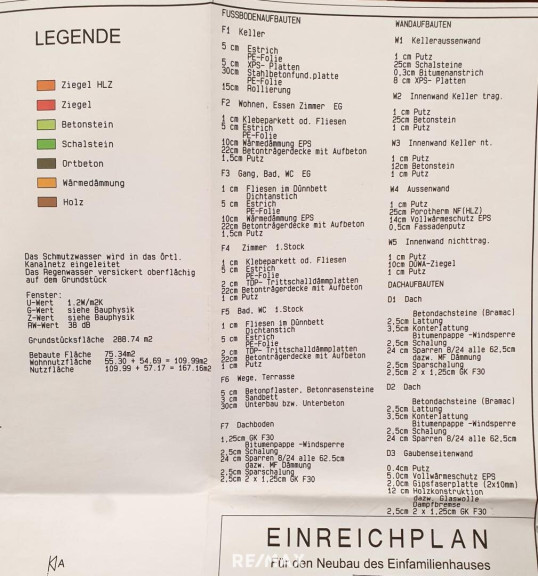 LEGENDE
Ziegel HLZ
Ziegel
Betonstein
Schalstein
Ortbeton
Wärmedämmung
Holz
Das Schmutzwasser wird in das Örtl.
Kanalnetz eingeleitet
Das Regenwasser versickert oberflächig
auf dem Grundstück
Fenster:
U-Wert 1.2W/m2K
G-Wert siehe Bauphysik
Z-Wert siehe Bauphysik
RW-Wert 38 dB
Grundstücksfläche 288.74 m2
Bebaute Fläche 75.34m2
Wohnnutzfläche 55.30 + 54.69 = 109.99m2
Nutzfläche 109.99 + 57.17 = 167.16m2
FUSSBODENAUFBAUTEN
F1 Keller
5 cm Estrich
PE-Folie
5 cm XPS- Platten
30cm Stahlbetonfund.platte
PE-Folie
15cm Rollierung
F2 Wohnen, Essen Zimmer EG
1 cm Klebeparkett od. Fliesen
5 cm Estrich
PE-Folie
10cm Wärmedämmung EPS
22cm Betonträgerdecke mit Aufbeton
1,5cm Putz
F3 Gang, Bad, WC EG
1 cm Fliesen im Dünnbett
Dichtanstich
5 cm Estrich
PE-Folie
10cm Wärmedämmung EPS
22cm Betonträgerdecke mit Aufbeton
1,5cm Putz
F4 Zimmer 1.Stock
1 cm Klebeparkett od. Fliesen
5 cm Estrich
PE-Folie
2 cm TDP- Trittschalldämmplatten
22cm Betonträgerdecke mit Aufbeton
1 cm Putz
F5 Bad, WC 1.Stock
1 cm Fliesen im Dünnbett
Dichtanstich
5 cm Estrich
PE-Folie
2 cm TDP- Trittschalldämmplatten
22cm Betonträgerdecke mit Aufbeton
1 cm Putz
F6 Wege, Terrasse
6 cm Betonpflaster, Betonrasensteine
3 cm Sandbett
30cm Unterbau bzw. Unterbeton
F7 Dachboden
1,25cm GK F30
Bitumenpappe -Windsperre
2,5cm Schalung
24 cm Sparren 8/24 alle 62.5cm
dazw. MF Dämmung
2,5cm Sparschalung
2,5cm 2 x 1,25cm GK F30
WANDAUFBAUTEN
W1 Kelleraussenwand
1 cm Putz
25cm Schalsteine
0,3cm Bitumenanstrich
8 cm XPS- Platten
W2 Innenwand Keller trag.
1 cm Putz
25cm Betonstein
1 cm Putz
W3 Innenwand Keller nt.
1 cm Putz
12cm Betonstein
1 cm Putz
W4 Aussenwand
1 cm Putz
25cm Porotherm NF(HLZ)
14cm Vollwärmeschutz EPS
0,5cm Fassadenputz
W5 Innenwand nichttrag.
1 cm Putz
10cm DÜWA-Ziegel
1 cm Putz
DACHAUFBAUTEN
D1 Dach
Betondachsteine (Bramac)
2,5cm Lattung
3,5cm Konterlattung
Bitumenpappe -Windsperre
2,5cm Schalung
24 cm Sparren 8/24 alle 62.5cm
dazw. MF Dämmung
2,5cm Sparschalung
2,5cm 2 x 1,25cm GK F30
D2 Dach
Betondachsteine (Bramac)
2,5cm Lattung
3,5cm Konterlattung
Bitumenpappe -Windsperre
2,5cm Schalung
24 cm Sparren 8/24 alle 62.5cm
D3 Gaubenseitenwand
0.4cm Putz
5.0cm Vollwärmeschutz EPS
2.0cm Gipsfaserplatte (2x10mm)
12 cm Holzkonstruktion
dazw. Glaswolle
Dampfbremse
2,5cm 2 x 1,25cm GK F30
EINREICHPLAN
RE/MAX
Für den Neubau des Einfamilienhauses